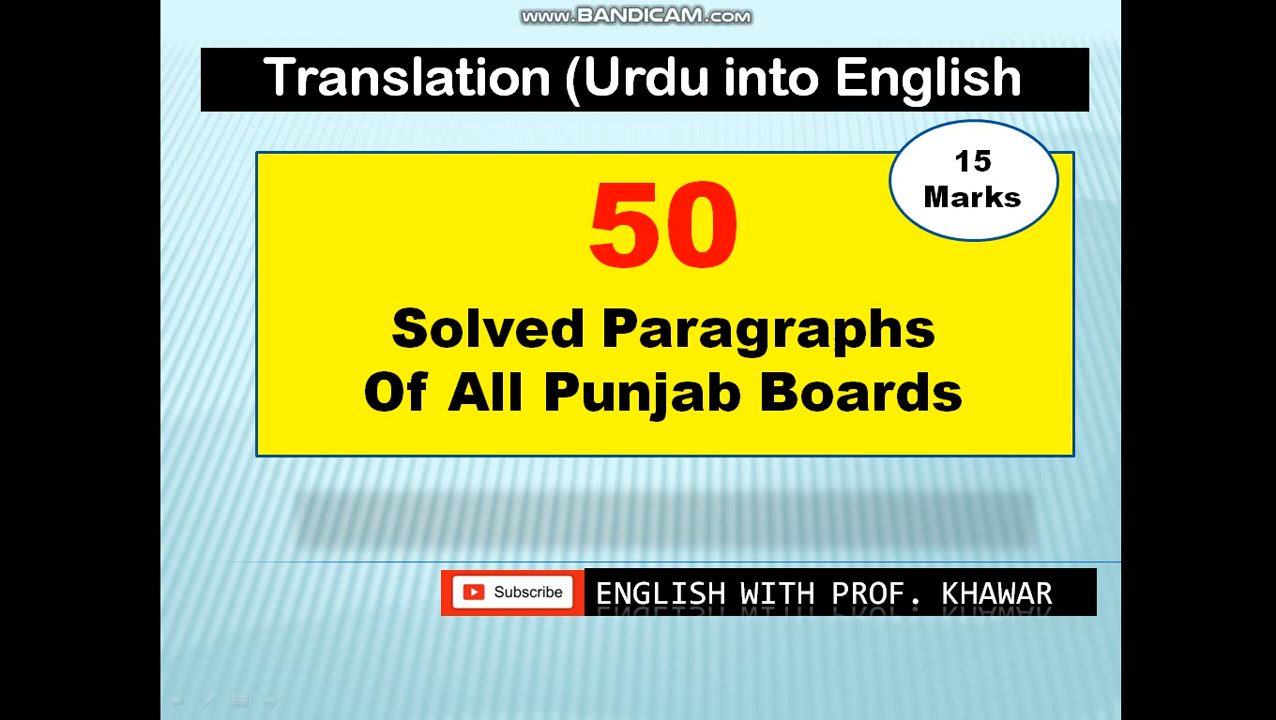 www.BANDICAM.com
Translation (Urdu into English
15
Marks
50
Solved Paragraphs
Of All Punjab Boards
Subscribe
ENGLISH WITH PROF. KHAWAR